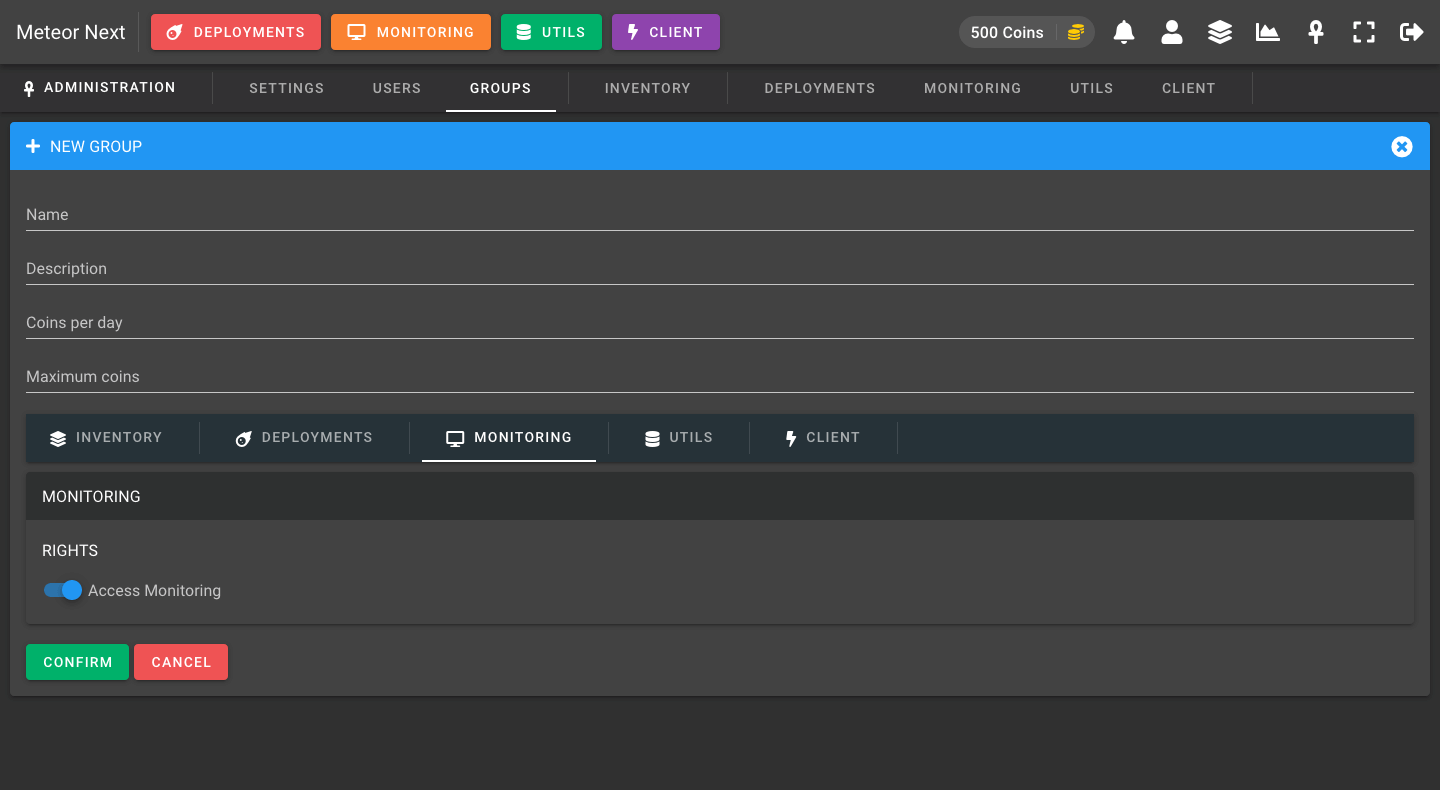 Meteor Next DEPLOYMENTS MONITORING UTILS CLIENT 500 Coins
ADMINISTRATION SETTINGS USERS GROUPS INVENTORY DEPLOYMENTS MONITORING UTILS CLIENT
NEW GROUP
Name
Description
Coins per day
Maximum coins
INVENTORY DEPLOYMENTS MONITORING UTILS CLIENT
MONITORING
RIGHTS
Access Monitoring
CONFIRM CANCEL